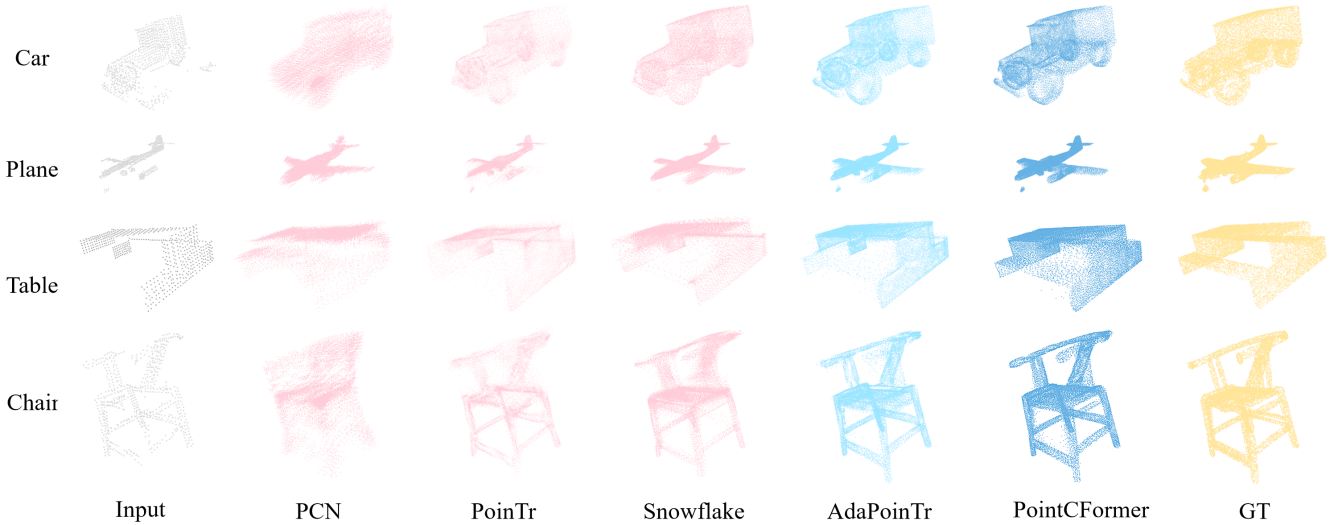 Car
Plane
Table
Chair
Input PCN PoinTr Snowflake AdaPoinTr PointCFormer GT